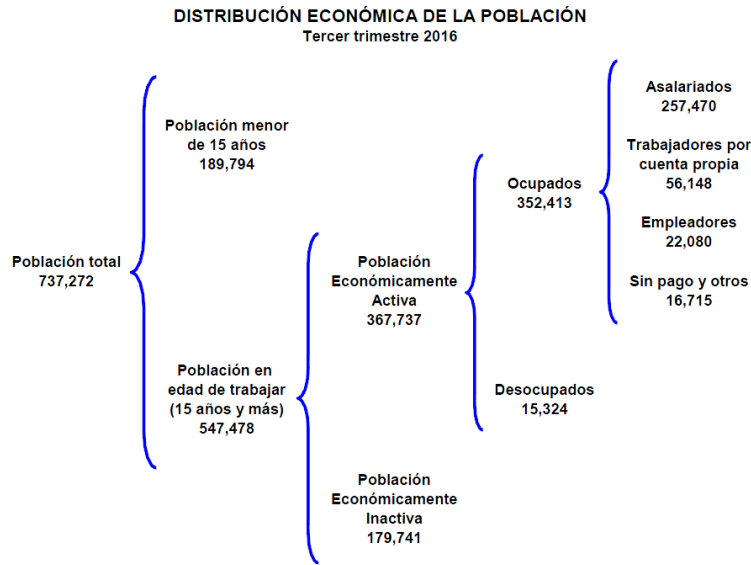 DISTRIBUCIÓN ECONÓMICA DE LA POBLACIÓN
Tercer trimestre 2016
Población total
737,272
Población menor
de 15 años
189,794
Población en
edad de trabajar
(15 años y más)
547,478
Población
Económicamente
Activa
367,737
Población
Económicamente
Inactiva
179,741
Ocupados
352,413
Desocupados
15,324
Asalariados
257,470
Trabajadores por
cuenta propia
56,148
Empleadores
22,080
Sin pago y otros
16,715